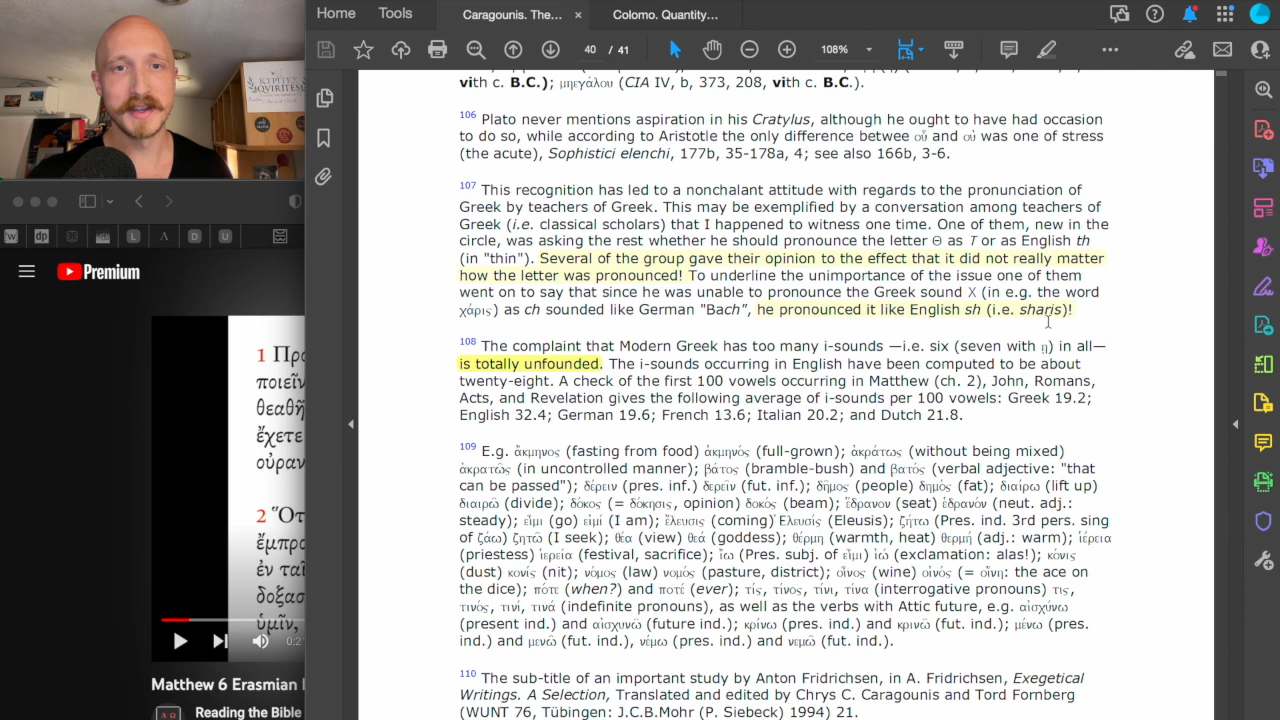 Home
Tools
Caragounis. The...
×
Colomo. Quantity...
40 / 41
108%
vith c. B.C.); μηεγάλου (CIA IV, b, 373, 208, vith c. B.C.).
106 Plato never mentions aspiration in his Cratylus, although he ought to have had occasion
to do so, while according to Aristotle the only difference betwee οὗ and οὐ was one of stress
(the acute), Sophistici elenchi, 177b, 35-178a, 4; see also 166b, 3-6.
107 This recognition has led to a nonchalant attitude with regards to the pronunciation of
Greek by teachers of Greek. This may be exemplified by a conversation among teachers of
Greek (i.e. classical scholars) that I happened to witness one time. One of them, new in the
circle, was asking the rest whether he should pronounce the letter Θ as T or as English th
(in "thin"). Several of the group gave their opinion to the effect that it did not really matter
how the letter was pronounced! To underline the unimportance of the issue one of them
went on to say that since he was unable to pronounce the Greek sound Χ (in e.g. the word
χάρις) as ch sounded like German "Bach", he pronounced it like English sh (i.e. sharis)!
108 The complaint that Modern Greek has too many i-sounds —i.e. six (seven with ῃ) in all—
is totally unfounded. The i-sounds occurring in English have been computed to be about
twenty-eight. A check of the first 100 vowels occurring in Matthew (ch. 2), John, Romans,
Acts, and Revelation gives the following average of i-sounds per 100 vowels: Greek 19.2;
English 32.4; German 19.6; French 13.6; Italian 20.2; and Dutch 21.8.
109 E.g. ἄκμηνος (fasting from food) ἀκμηνός (full-grown); ἀκράτως (without being mixed)
ἀκρατῶς (in uncontrolled manner); βάτος (bramble-bush) and βατός (verbal adjective: "that
can be passed"); δέρειν (pres. inf.) δερεῖν (fut. inf.); δῆμος (people) δημός (fat); διαίρω (lift up)
διαιρῶ (divide); δόκος (= δόκησις, opinion) δοκός (beam); ἕδρανον (seat) ἑδρανόν (neut. adj.:
steady); εἶμι (go) εἰμί (I am); ἔλευσις (coming) Ἐλευσίς (Eleusis); ζήτω (Pres. ind. 3rd pers. sing
of ζάω) ζητῶ (I seek); θέα (view) θεά (goddess); θέρμη (warmth, heat) θερμή (adj.: warm); ἱέρεια
(priestess) ἱερεία (festival, sacrifice); ἴω (Pres. subj. of εἶμι) ἰώ (exclamation: alas!); κόνις
(dust) κονίς (nit); νόμος (law) νομός (pasture, district); οἶνος (wine) οἰνός (= οἴνη: the ace on
the dice); πότε (when?) and ποτέ (ever); τίς, τίνος, τίνι, τίνα (interrogative pronouns) τις,
τινός, τινί, τινά (indefinite pronouns), as well as the verbs with Attic future, e.g. αἰσχύνω
(present ind.) and αἰσχυνῶ (future ind.); κρίνω (pres. ind.) and κρινῶ (fut. ind.); μένω (pres.
ind.) and μενῶ (fut. ind.), νέμω (pres. ind.) and νεμῶ (fut. ind.).
110 The sub-title of an important study by Anton Fridrichsen, in A. Fridrichsen, Exegetical
Writings. A Selection, Translated and edited by Chrys C. Caragounis and Tord Fornberg
(WUNT 76, Tübingen: J.C.B.Mohr (P. Siebeck) 1994) 21.
W dp L Λ D U
Premium
1 Πρ
ποιεῖν
θεαθῆ
ἔχετε
οὐραν
2 Ὅτ
ἔμπρο
ἐν ταῖ
δοξασ
ὑμῖν,
Matthew 6 Erasmian
Reading the Bible
Α Ω
ΚΥΡΙΤΕΣ
QVIRITES